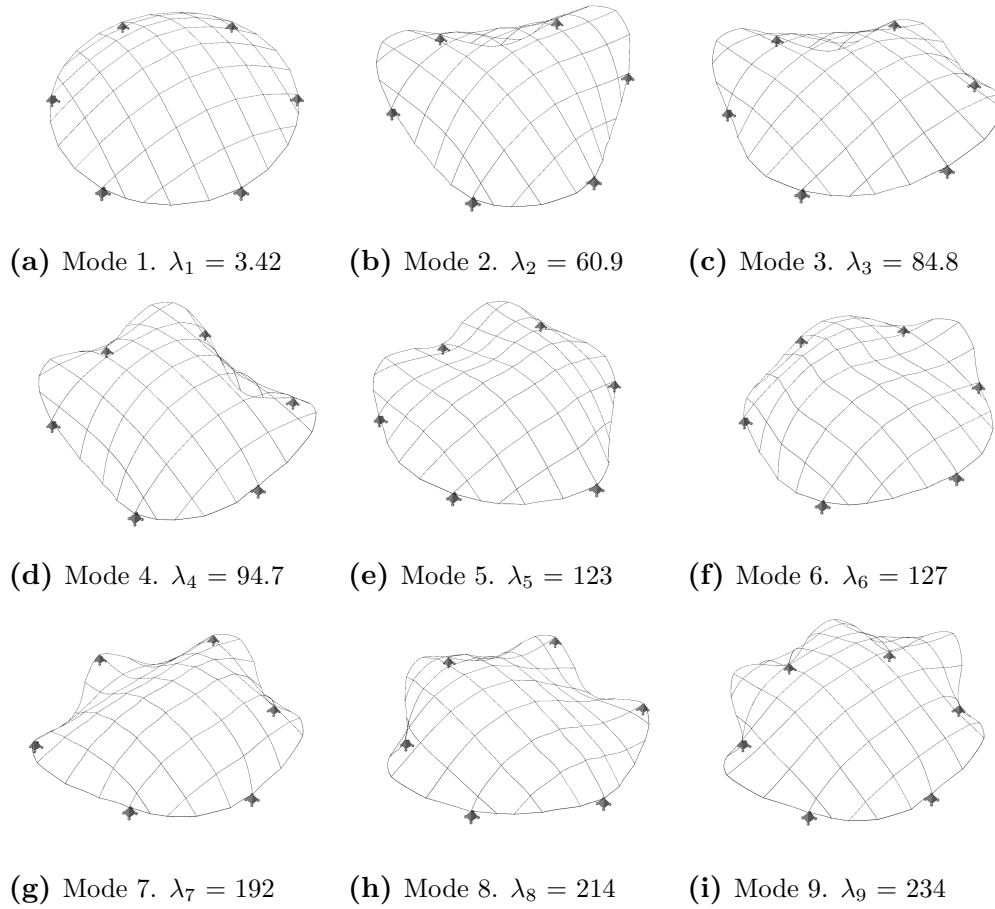 (a) Mode 1. λ₁ = 3.42
(b) Mode 2. λ₂ = 60.9
(c) Mode 3. λ₃ = 84.8
(d) Mode 4. λ₄ = 94.7
(e) Mode 5. λ₅ = 123
(f) Mode 6. λ₆ = 127
(g) Mode 7. λ₇ = 192
(h) Mode 8. λ₈ = 214
(i) Mode 9. λ₉ = 234